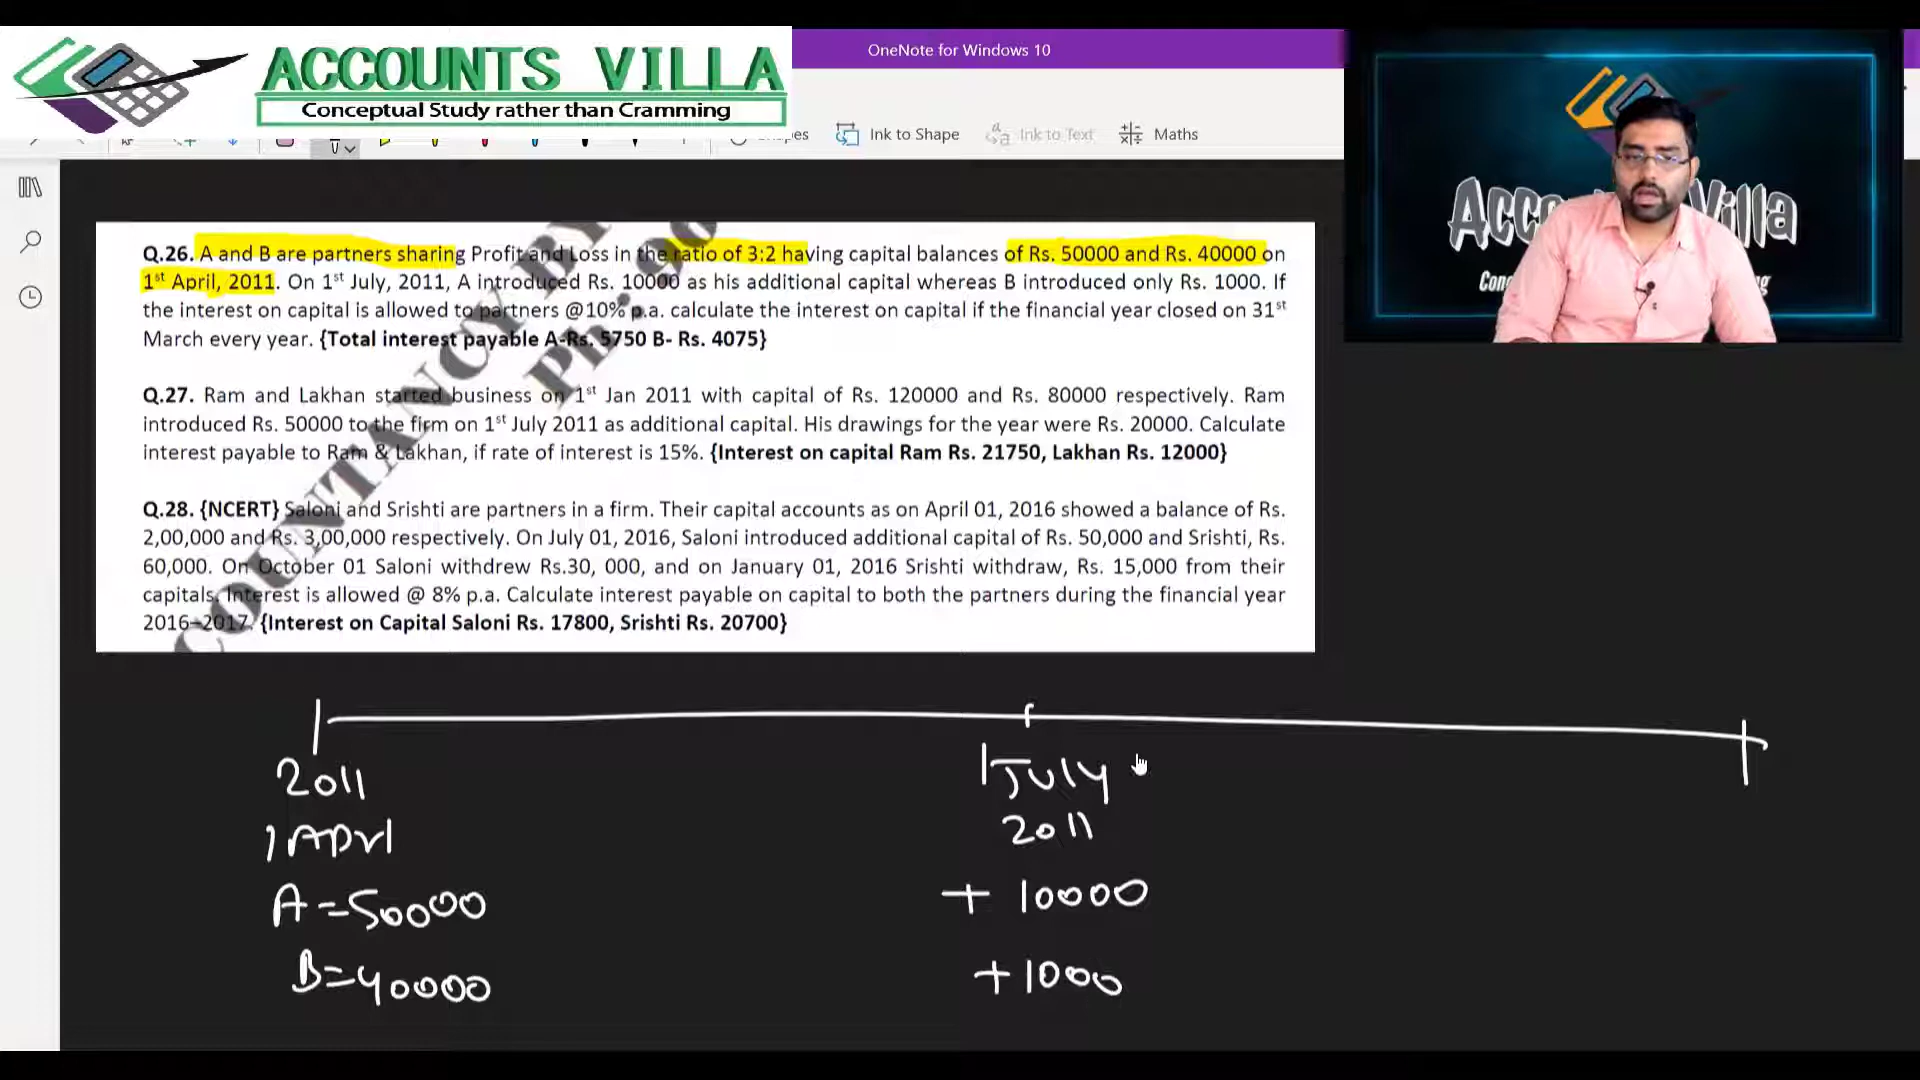 ACCOUNTS VILLA
Conceptual Study rather than Cramming
OneNote for Windows 10
Ink to Shape
Ink to Text
Maths
Q.26. A and B are partners sharing Profit and Loss in the ratio of 3:2 having capital balances of Rs. 50000 and Rs. 40000 on
1st April, 2011. On 1st July, 2011, A introduced Rs. 10000 as his additional capital whereas B introduced only Rs. 1000. If
the interest on capital is allowed to partners @10% p.a. calculate the interest on capital if the financial year closed on 31st
March every year. {Total interest payable A-Rs. 5750 B- Rs. 4075}
Q.27. Ram and Lakhan started business on 1st Jan 2011 with capital of Rs. 120000 and Rs. 80000 respectively. Ram
introduced Rs. 50000 to the firm on 1st July 2011 as additional capital. His drawings for the year were Rs. 20000. Calculate
interest payable to Ram & Lakhan, if rate of interest is 15%. {Interest on capital Ram Rs. 21750, Lakhan Rs. 12000}
Q.28. {NCERT} Saloni and Srishti are partners in a firm. Their capital accounts as on April 01, 2016 showed a balance of Rs.
2,00,000 and Rs. 3,00,000 respectively. On July 01, 2016, Saloni introduced additional capital of Rs. 50,000 and Srishti, Rs.
60,000. On October 01 Saloni withdrew Rs.30, 000, and on January 01, 2016 Srishti withdraw, Rs. 15,000 from their
capitals. Interest is allowed @ 8% p.a. Calculate interest payable on capital to both the partners during the financial year
2016–2017. {Interest on Capital Saloni Rs. 17800, Srishti Rs. 20700}
2011
1 April
A=50000
B=40000
1July
2011
+ 10000
+1000